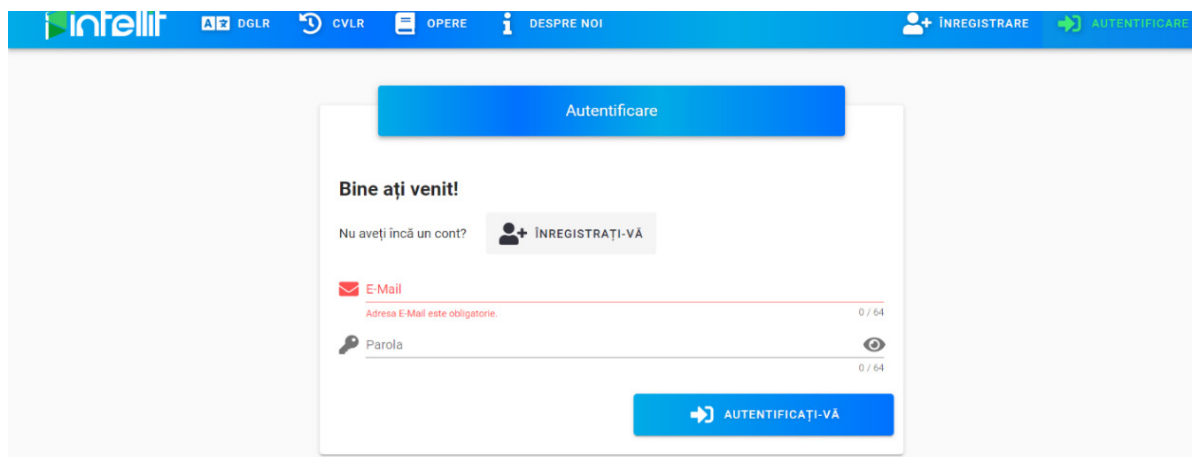 intellit DGLR CVLR OPERE DESPRE NOI ÎNREGISTRARE AUTENTIFICARE
Autentificare
Bine ați venit!
Nu aveți încă un cont? ÎNREGISTRAȚI-VĂ
E-Mail
Adresa E-Mail este obligatorie. 0 / 64
Parola
0 / 64
AUTENTIFICAȚI-VĂ